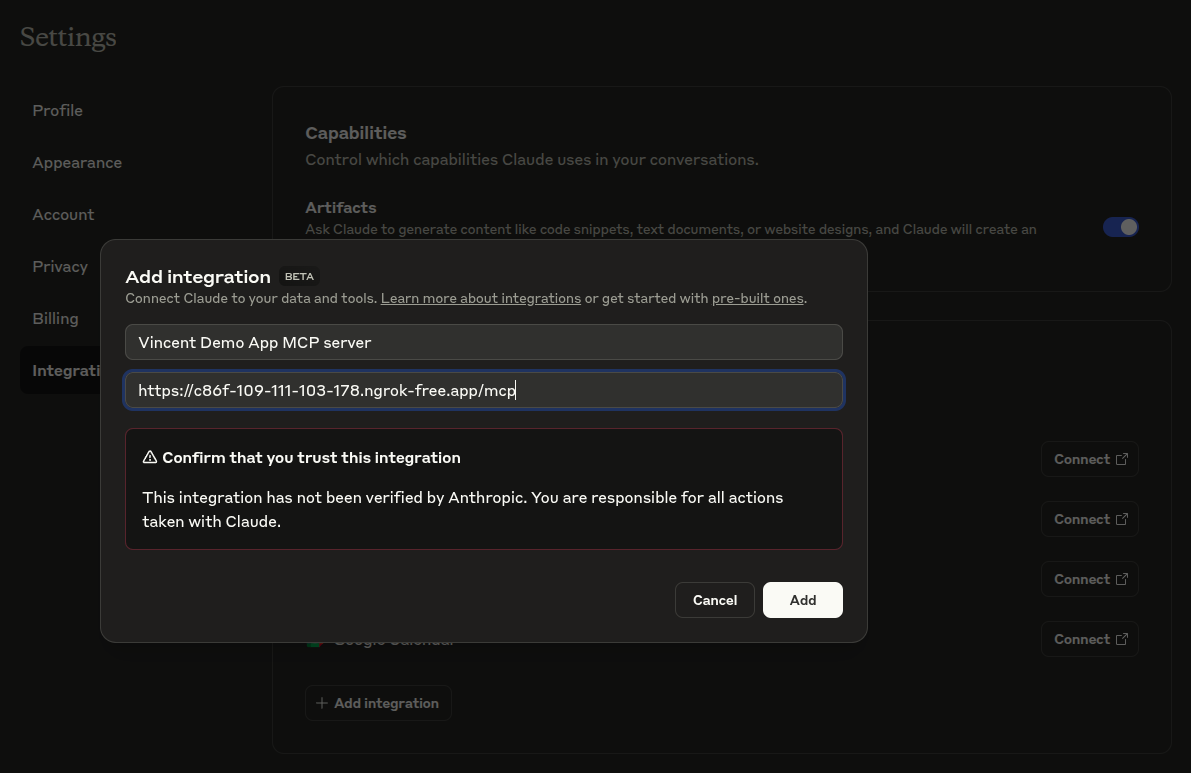 Settings
Profile
Appearance
Account
Privacy
Billing
Integrati
Capabilities
Control which capabilities Claude uses in your conversations.
Artifacts
Ask Claude to generate content like code snippets, text documents, or website designs, and Claude will create an
Add integration BETA
Connect Claude to your data and tools. Learn more about integrations or get started with pre-built ones.
Vincent Demo App MCP server
https://c86f-109-111-103-178.ngrok-free.app/mcp
Confirm that you trust this integration
This integration has not been verified by Anthropic. You are responsible for all actions
taken with Claude.
Cancel Add
Connect
Connect
Connect
Google Calendar Connect
+ Add integration